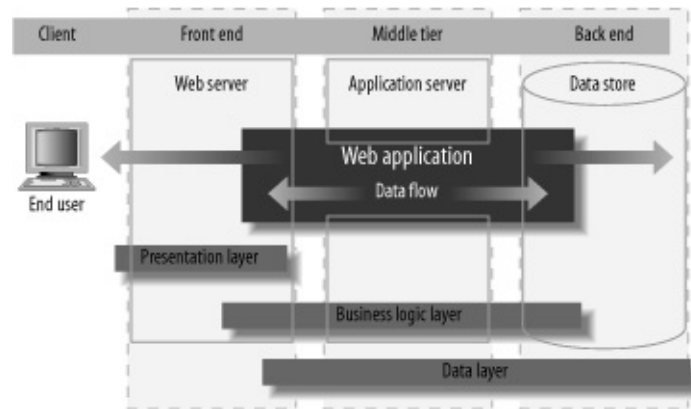 Client Front end Middle tier Back end
Web server Application server Data store
Web application
Data flow
End user
Presentation layer
Business logic layer
Data layer